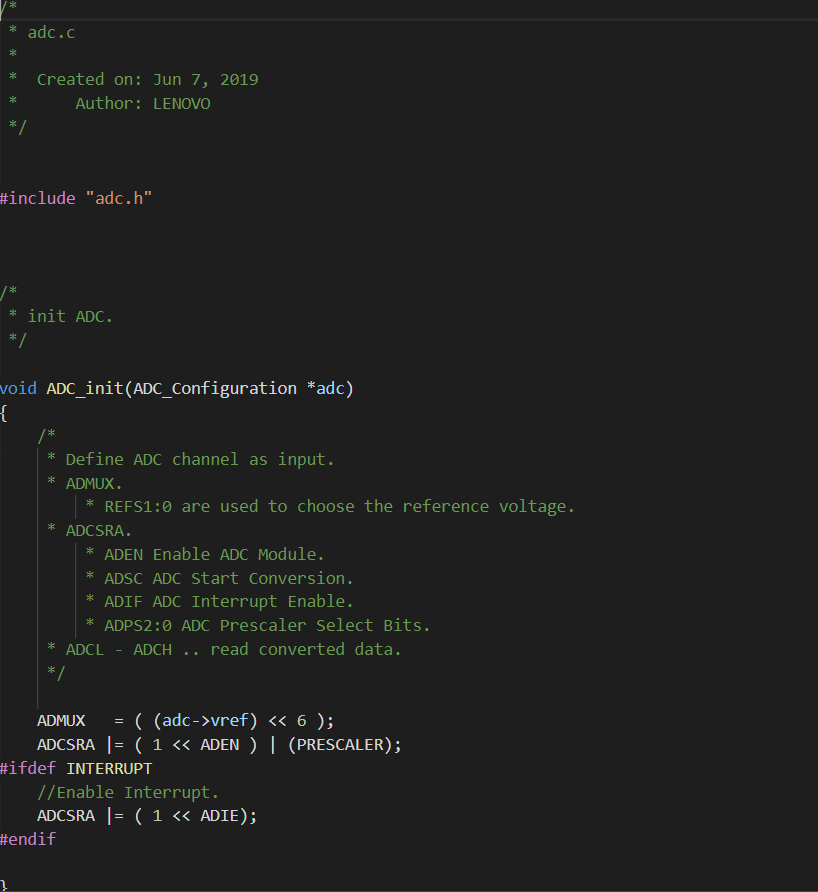 /*
 * adc.c
 *
 *  Created on: Jun 7, 2019
 *      Author: LENOVO
 */
#include "adc.h"
/*
 * init ADC.
 */
void ADC_init(ADC_Configuration *adc)
{
    /*
     * Define ADC channel as input.
     * ADMUX.
         * REFS1:0 are used to choose the reference voltage.
     * ADCSRA.
         * ADEN Enable ADC Module.
         * ADSC ADC Start Conversion.
         * ADIF ADC Interrupt Enable.
         * ADPS2:0 ADC Prescaler Select Bits.
     * ADCL - ADCH .. read converted data.
     */
    ADMUX   = ( (adc->vref) << 6 );
    ADCSRA |= ( 1 << ADEN ) | (PRESCALER);
#ifdef INTERRUPT
    //Enable Interrupt.
    ADCSRA |= ( 1 << ADIE);
#endif
}